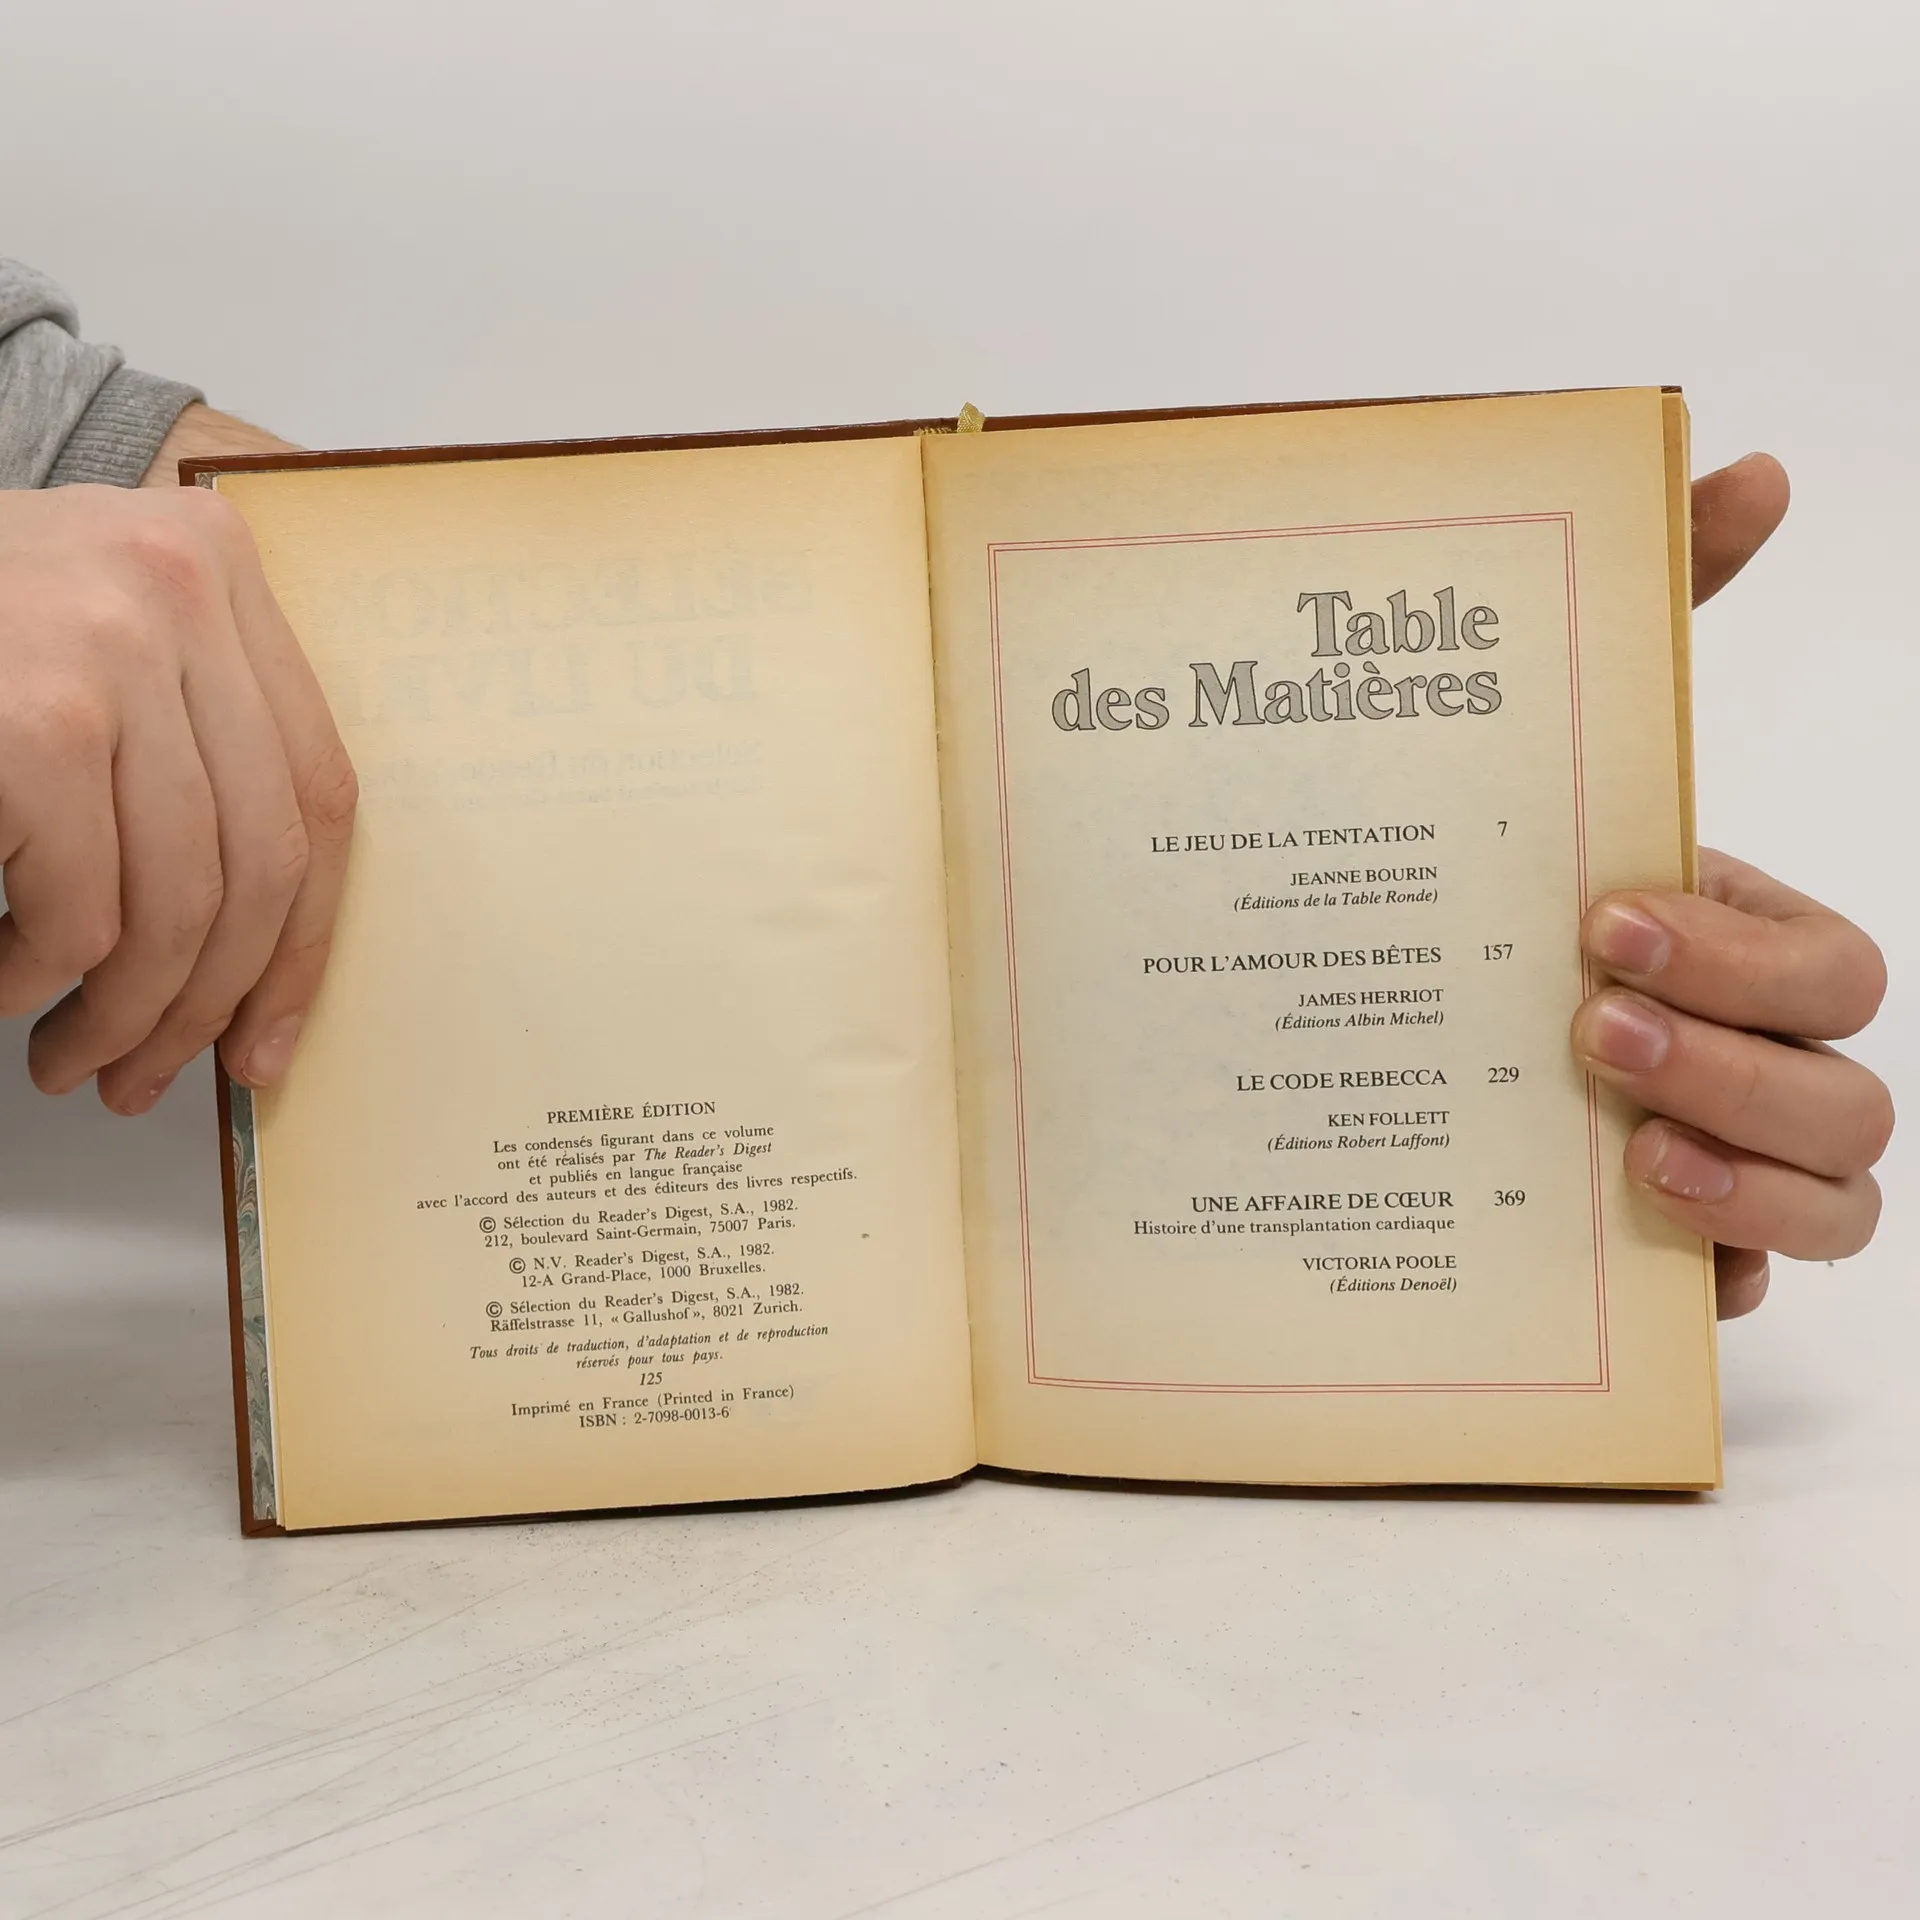 PREMIÈRE ÉDITION
Les condensés figurant dans ce volume
ont été réalisés par The Reader's Digest
et publiés en langue française
avec l'accord des auteurs et des éditeurs des livres respectifs.
© Sélection du Reader's Digest, S.A., 1982.
212, boulevard Saint-Germain, 75007 Paris.
© N.V. Reader's Digest, S.A., 1982.
12-A Grand-Place, 1000 Bruxelles.
© Sélection du Reader's Digest, S.A., 1982.
Räffelstrasse 11, « Gallushof », 8021 Zurich.
Tous droits de traduction, d'adaptation et de reproduction
réservés pour tous pays.
125
Imprimé en France (Printed in France)
ISBN : 2-7098-0013-6
Table
des Matières
LE JEU DE LA TENTATION 7
JEANNE BOURIN
(Éditions de la Table Ronde)
POUR L'AMOUR DES BÊTES 157
JAMES HERRIOT
(Éditions Albin Michel)
LE CODE REBECCA 229
KEN FOLLETT
(Éditions Robert Laffont)
UNE AFFAIRE DE CŒUR 369
Histoire d'une transplantation cardiaque
VICTORIA POOLE
(Éditions Denoël)